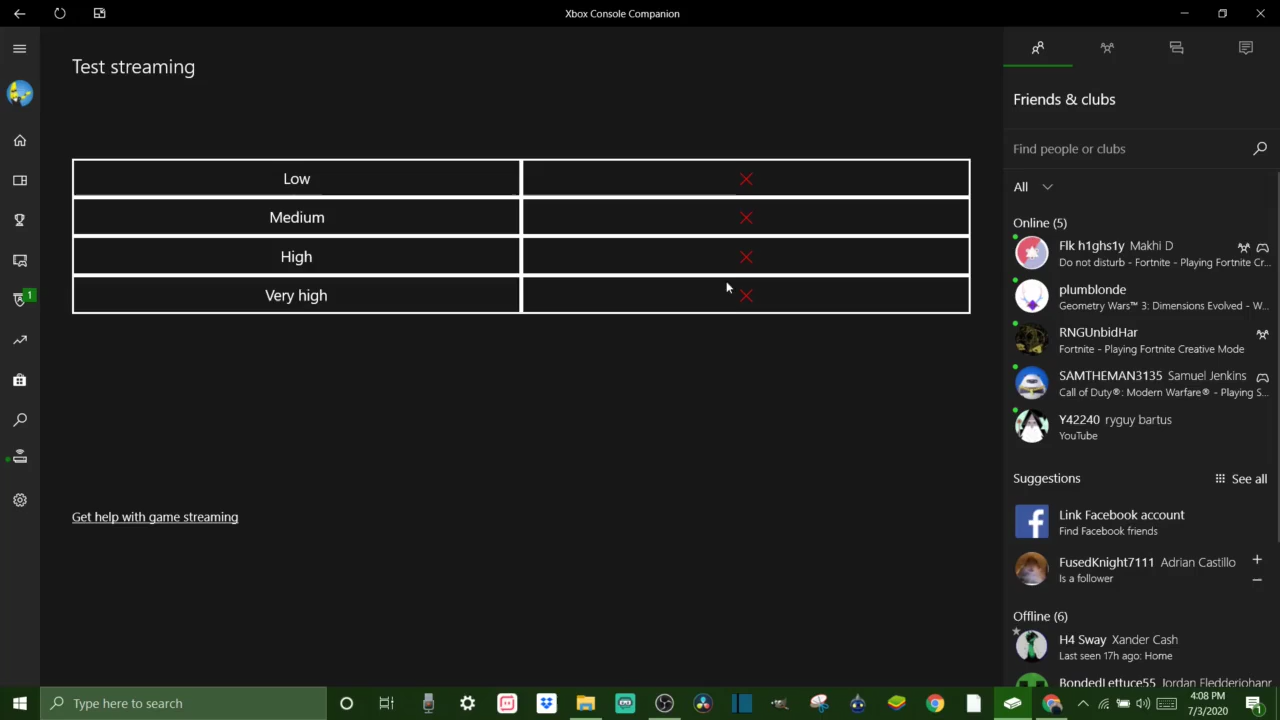 Xbox Console Companion
Test streaming
Low
Medium
High
Very high
Get help with game streaming
1
Friends & clubs
Find people or clubs
All
Online (5)
Flk h1ghs1y Makhi D
Do not disturb - Fortnite - Playing Fortnite Cr...
plumblonde
Geometry Wars™ 3: Dimensions Evolved - W...
RNGUnbidHar
Fortnite - Playing Fortnite Creative Mode
SAMTHEMAN3135 Samuel Jenkins
Call of Duty®: Modern Warfare® - Playing S...
Y42240 ryguy bartus
YouTube
Suggestions
See all
Link Facebook account
Find Facebook friends
FusedKnight7111 Adrian Castillo
Is a follower
Offline (6)
H4 Sway Xander Cash
Last seen 17h ago: Home
BondedLettuce55 Jordan Fledderiohann
Type here to search
4:08 PM
7/3/2020
1